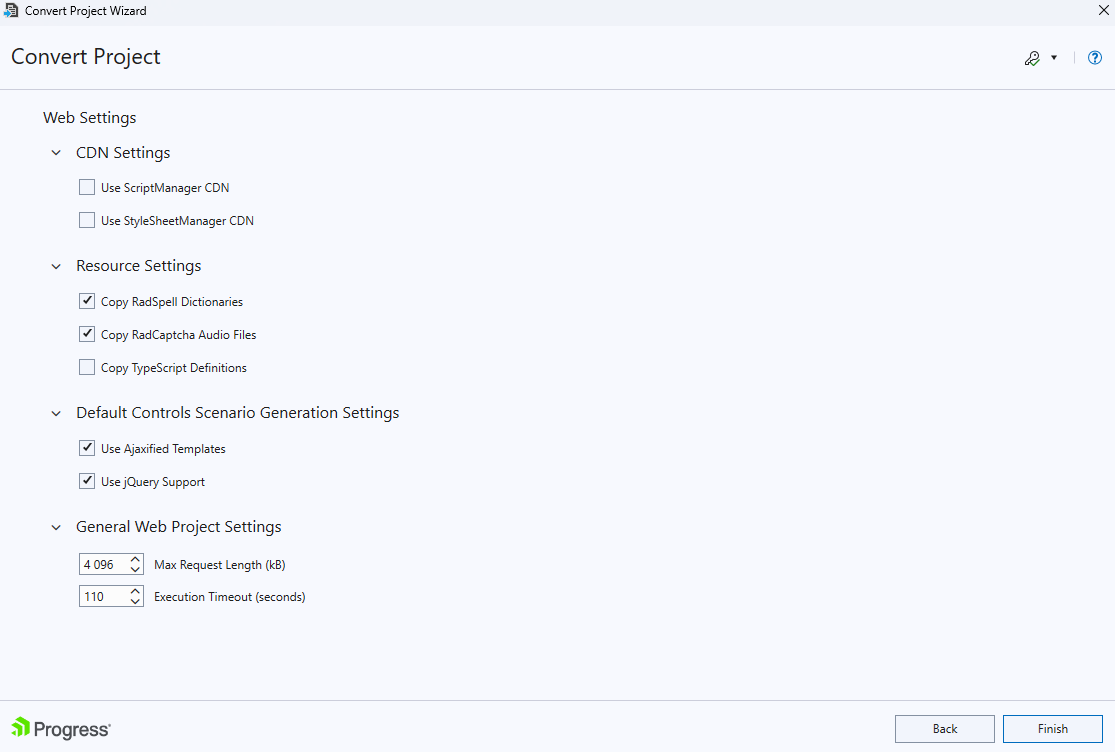 Convert Project Wizard
Convert Project
Web Settings
CDN Settings
Use ScriptManager CDN
Use StyleSheetManager CDN
Resource Settings
Copy RadSpell Dictionaries
Copy RadCaptcha Audio Files
Copy TypeScript Definitions
Default Controls Scenario Generation Settings
Use Ajaxified Templates
Use jQuery Support
General Web Project Settings
4 096 Max Request Length (kB)
110 Execution Timeout (seconds)
Progress
Back Finish